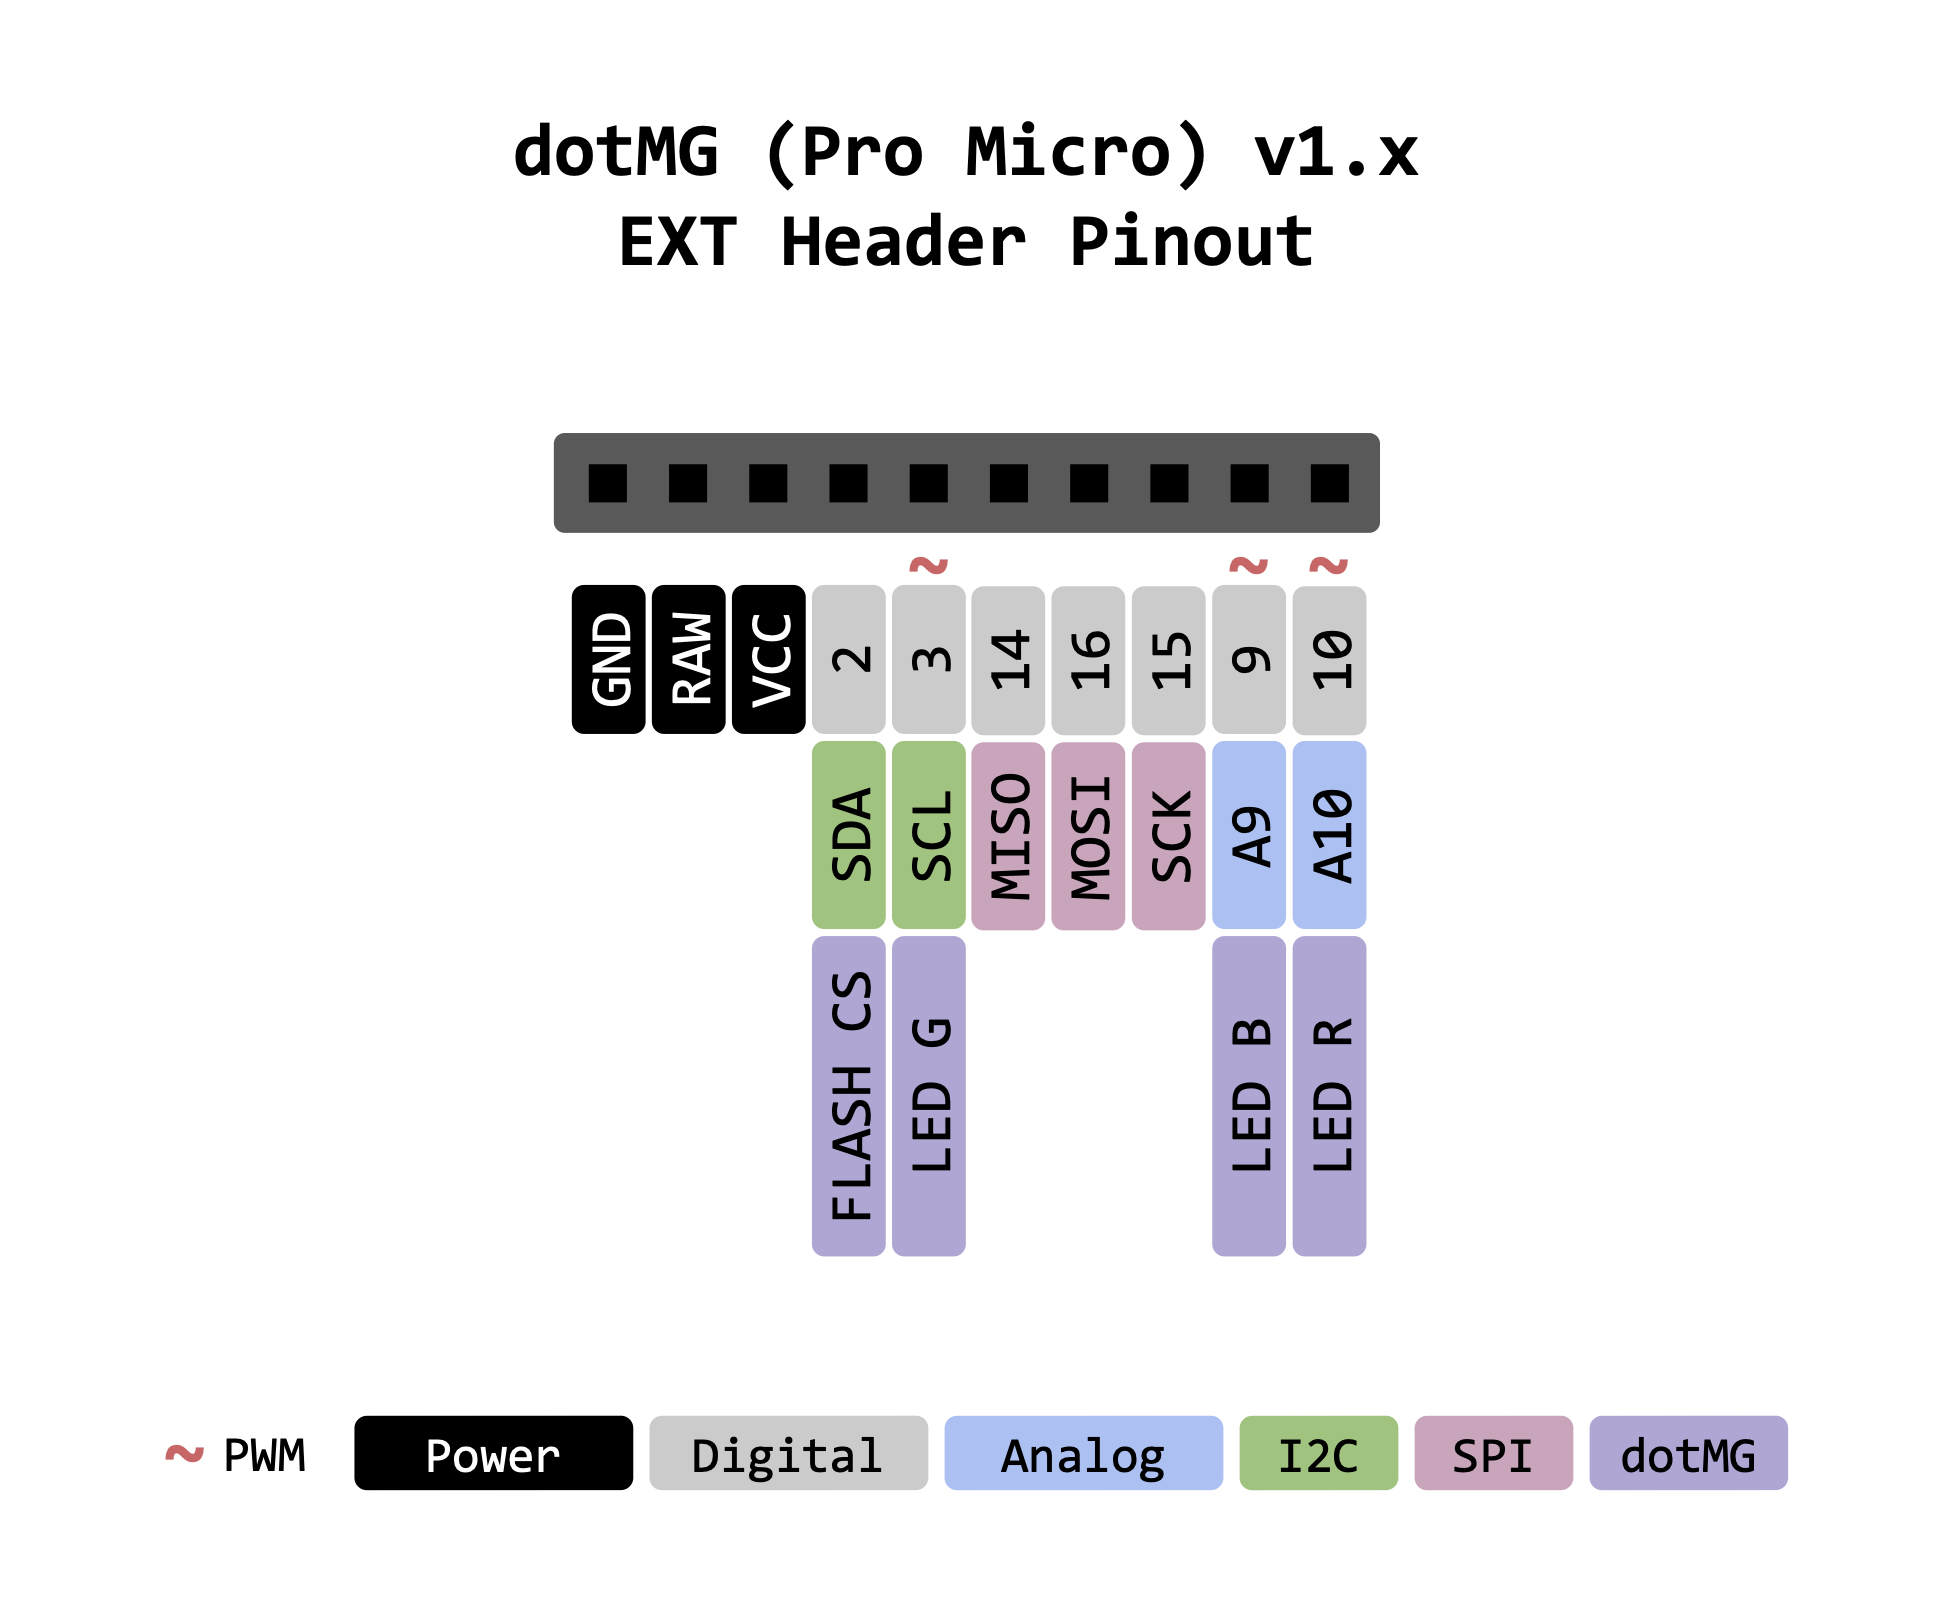 dotMG (Pro Micro) v1.x
EXT Header Pinout
~ ~ ~
GND RAW VCC 2 3 14 16 15 9 10
SDA SCL MISO MOSI SCK A9 A10
FLASH CS LED G LED B LED R
~ PWM Power Digital Analog I2C SPI dotMG